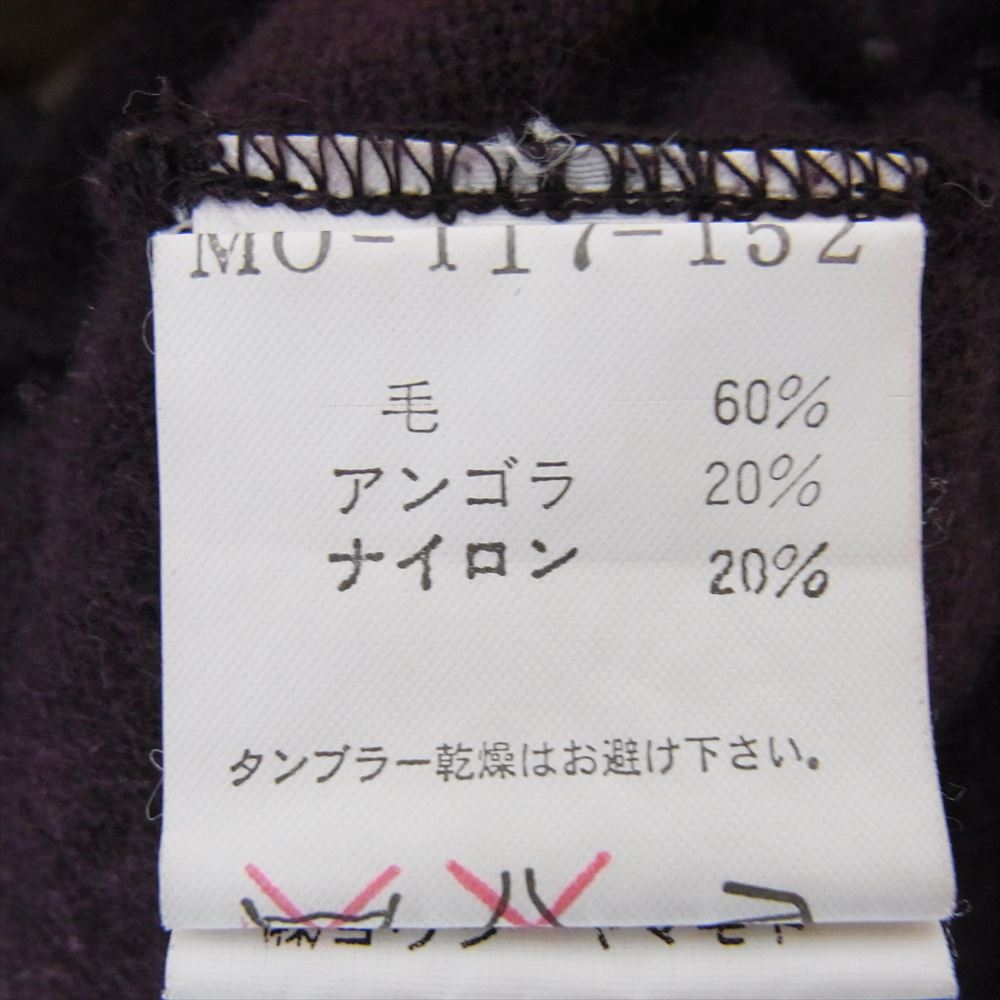 MO-117-152
毛 60%
アンゴラ 20%
ナイロン 20%
タンブラー乾燥はお避け下さい。